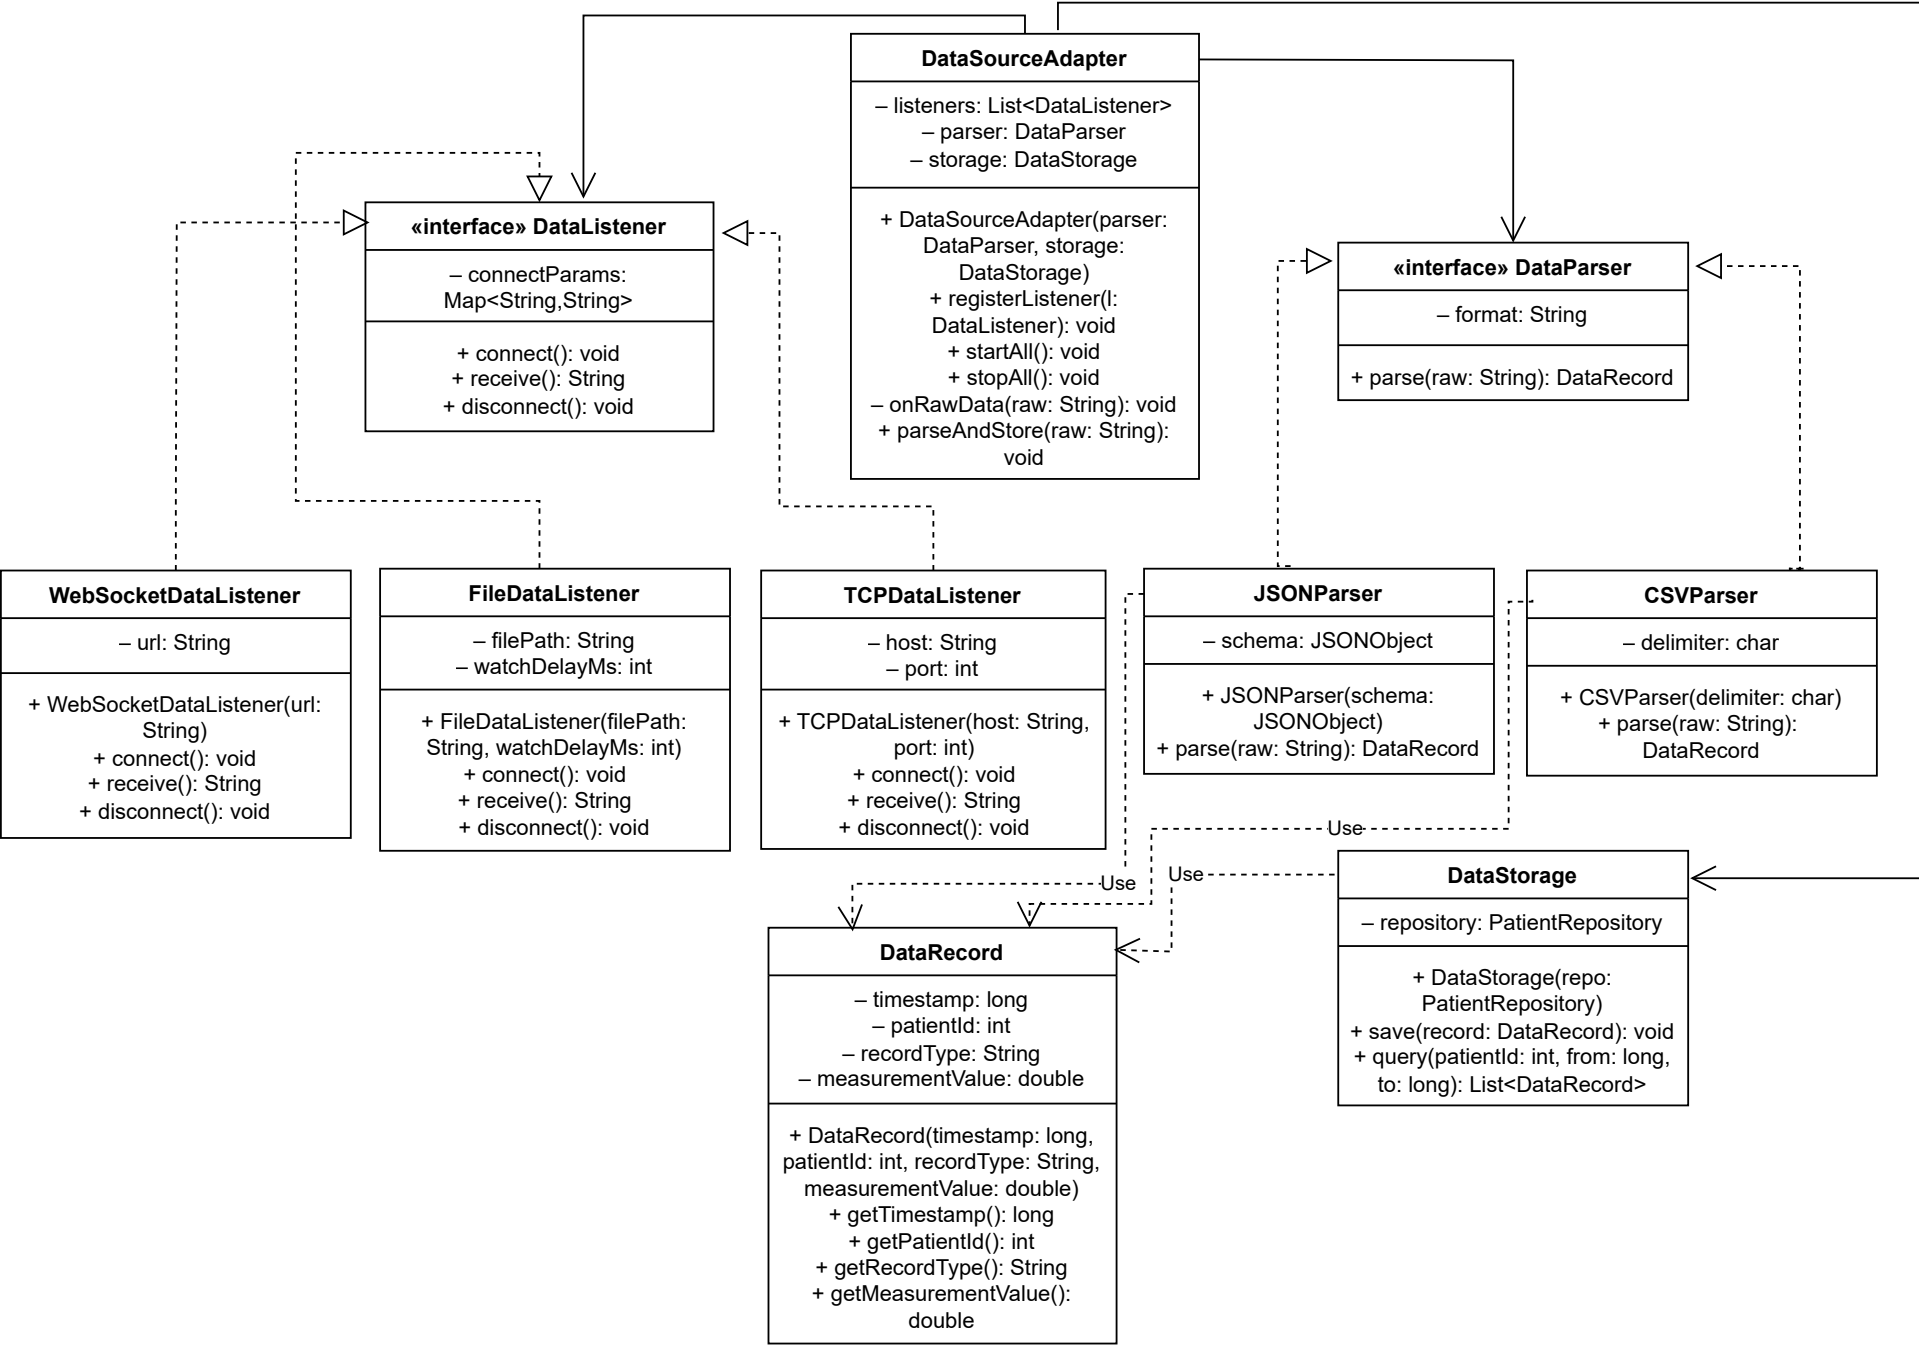 DataSourceAdapter
– listeners: List<DataListener>
– parser: DataParser
– storage: DataStorage
+ DataSourceAdapter(parser:
DataParser, storage:
DataStorage)
+ registerListener(l:
DataListener): void
+ startAll(): void
+ stopAll(): void
– onRawData(raw: String): void
+ parseAndStore(raw: String):
void
«interface» DataListener
– connectParams:
Map<String,String>
+ connect(): void
+ receive(): String
+ disconnect(): void
«interface» DataParser
– format: String
+ parse(raw: String): DataRecord
WebSocketDataListener
– url: String
+ WebSocketDataListener(url:
String)
+ connect(): void
+ receive(): String
+ disconnect(): void
FileDataListener
– filePath: String
– watchDelayMs: int
+ FileDataListener(filePath:
String, watchDelayMs: int)
+ connect(): void
+ receive(): String
+ disconnect(): void
TCPDataListener
– host: String
– port: int
+ TCPDataListener(host: String,
port: int)
+ connect(): void
+ receive(): String
+ disconnect(): void
JSONParser
– schema: JSONObject
+ JSONParser(schema:
JSONObject)
+ parse(raw: String): DataRecord
CSVParser
– delimiter: char
+ CSVParser(delimiter: char)
+ parse(raw: String):
DataRecord
Use
Use
Use
DataStorage
– repository: PatientRepository
+ DataStorage(repo:
PatientRepository)
+ save(record: DataRecord): void
+ query(patientId: int, from: long,
to: long): List<DataRecord>
DataRecord
– timestamp: long
– patientId: int
– recordType: String
– measurementValue: double
+ DataRecord(timestamp: long,
patientId: int, recordType: String,
measurementValue: double)
+ getTimestamp(): long
+ getPatientId(): int
+ getRecordType(): String
+ getMeasurementValue():
double